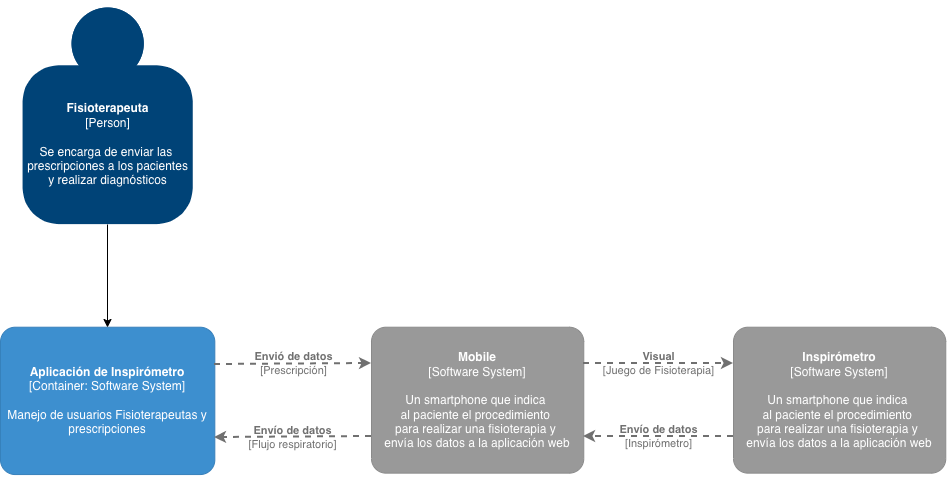 Fisioterapeuta
[Person]
Se encarga de enviar las
prescripciones a los pacientes
y realizar diagnósticos
Aplicación de Inspirómetro
[Container: Software System]
Manejo de usuarios Fisioterapeutas y
prescripciones
Envió de datos
[Prescripción]
Envío de datos
[Flujo respiratorio]
Mobile
[Software System]
Un smartphone que indica
al paciente el procedimiento
para realizar una fisioterapia y
envía los datos a la aplicación web
Visual
[Juego de Fisioterapia]
Envío de datos
[Inspirómetro]
Inspirómetro
[Software System]
Un smartphone que indica
al paciente el procedimiento
para realizar una fisioterapia y
envía los datos a la aplicación web